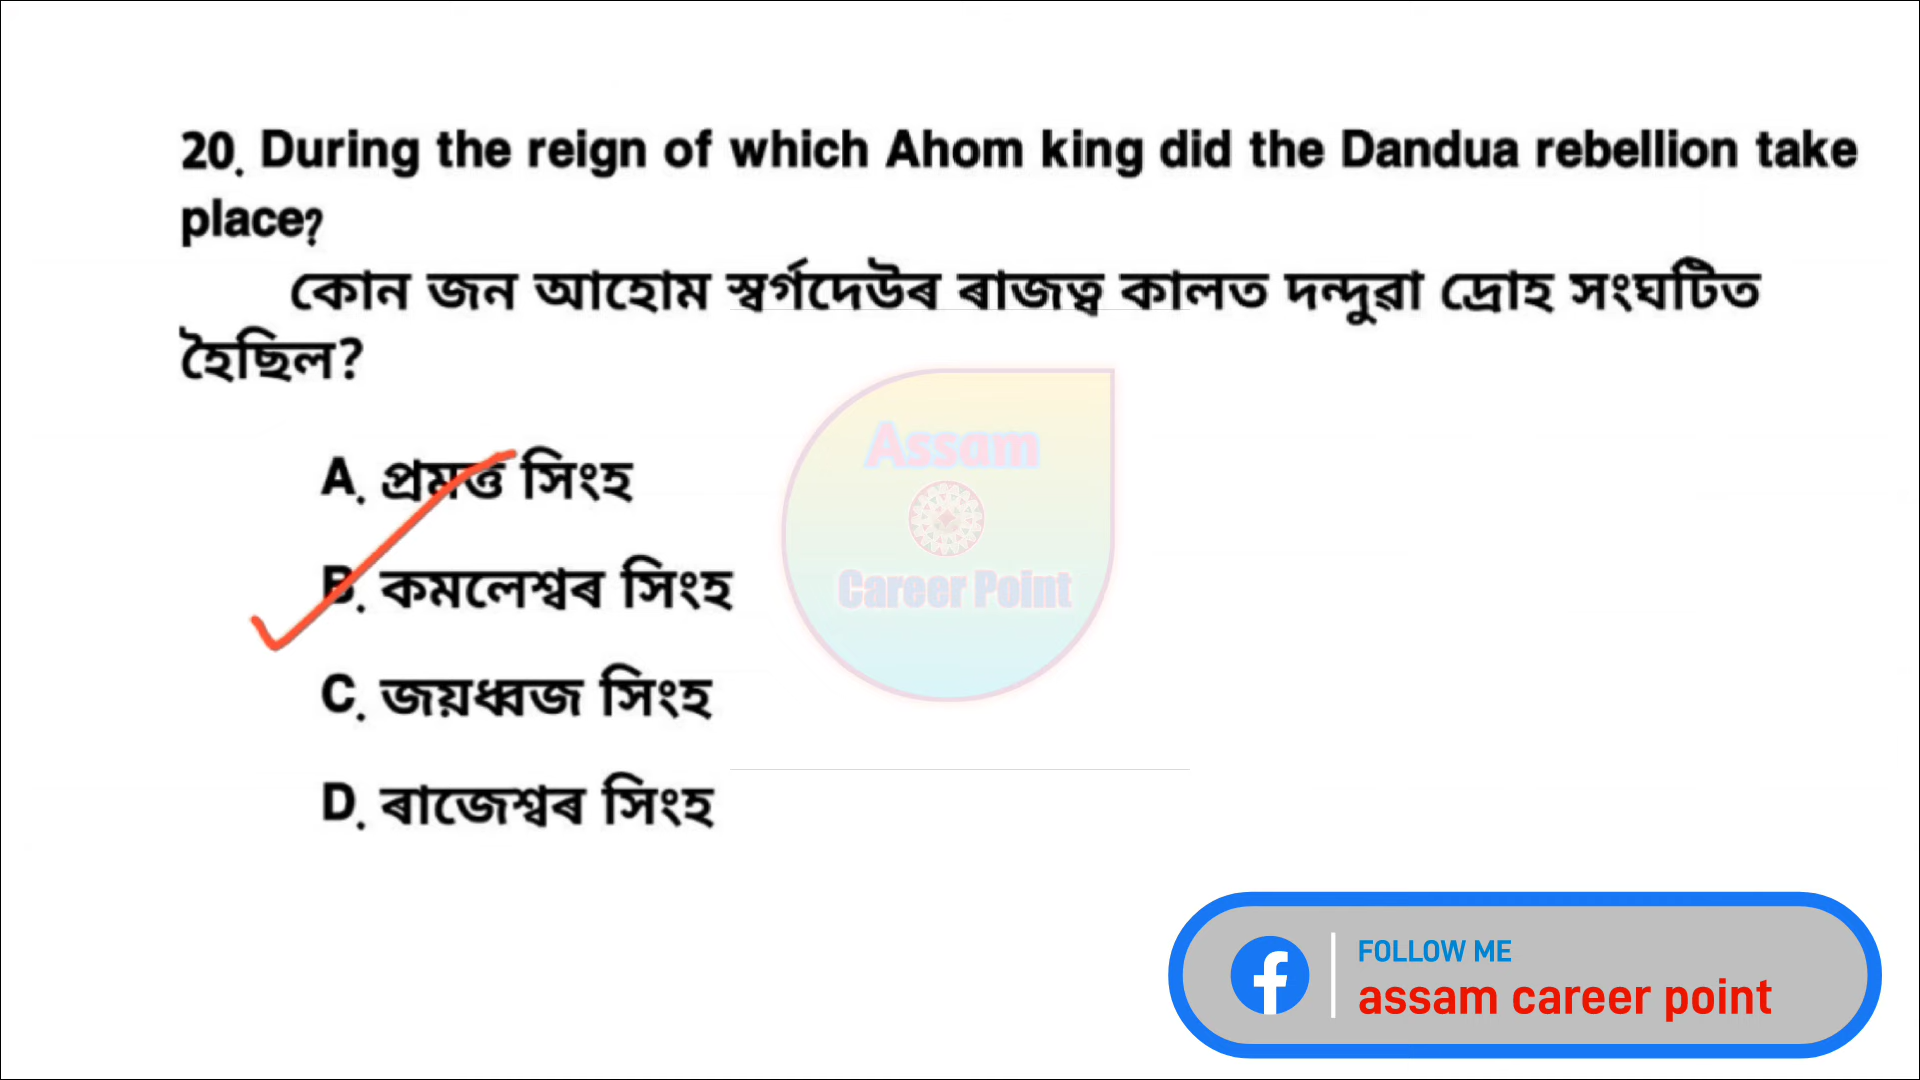 20. During the reign of which Ahom king did the Dandua rebellion take
place?
কোন জন আহোম স্বৰ্গদেউৰ ৰাজত্ব কালত দন্দুৱা দ্ৰোহ সংঘটিত
হৈছিল?
A. প্ৰমত্ত সিংহ
B. কমলেশ্বৰ সিংহ
C. জয়ধ্বজ সিংহ
D. ৰাজেশ্বৰ সিংহ
Assam
Career Point
FOLLOW ME
assam career point